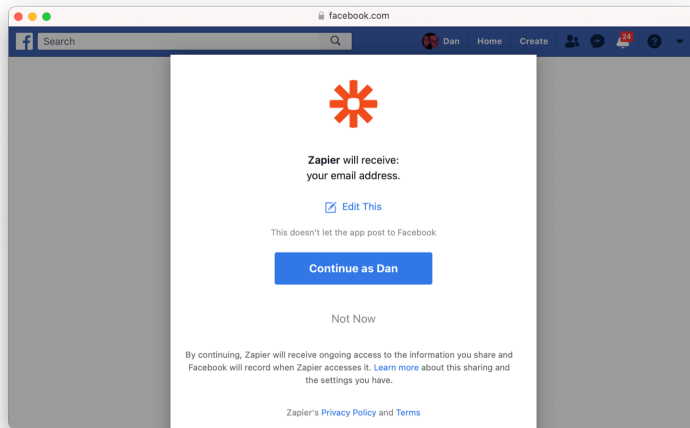 facebook.com
Search
Dan Home Create 24
Zapier will receive:
your email address.
Edit This
This doesn't let the app post to Facebook
Continue as Dan
Not Now
By continuing, Zapier will receive ongoing access to the information you share and
Facebook will record when Zapier accesses it. Learn more about this sharing and
the settings you have.
Zapier's Privacy Policy and Terms